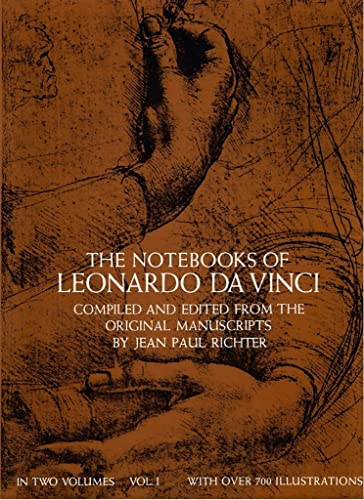 THE NOTEBOOKS OF
LEONARDO DA VINCI
COMPILED AND EDITED FROM THE
ORIGINAL MANUSCRIPTS
BY JEAN PAUL RICHTER
IN TWO VOLUMES VOL. I WITH OVER 700 ILLUSTRATIONS